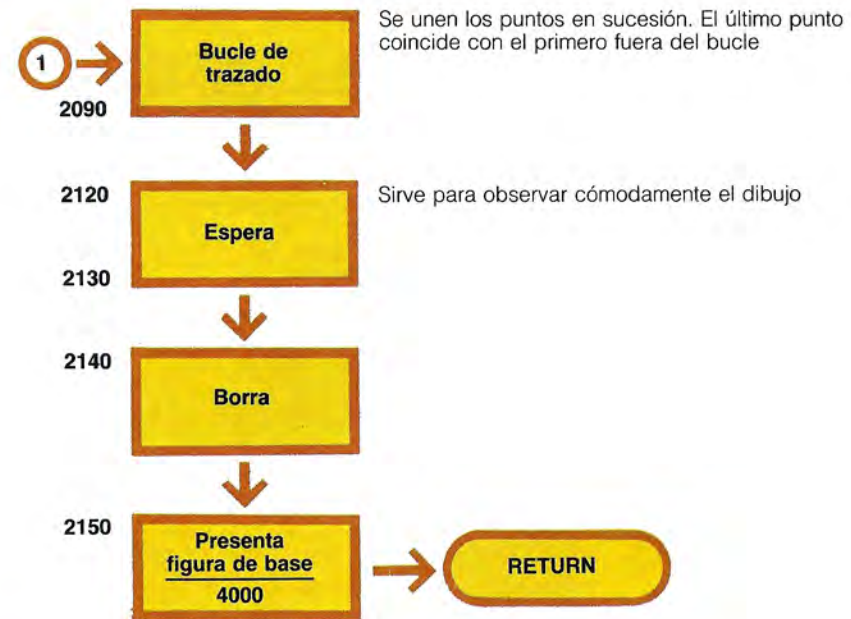 Se unen los puntos en sucesión. El último punto
coincide con el primero fuera del bucle
1
Bucle de
trazado
2090
2120
Sirve para observar cómodamente el dibujo
Espera
2130
2140
Borra
2150
Presenta
figura de base
4000
RETURN